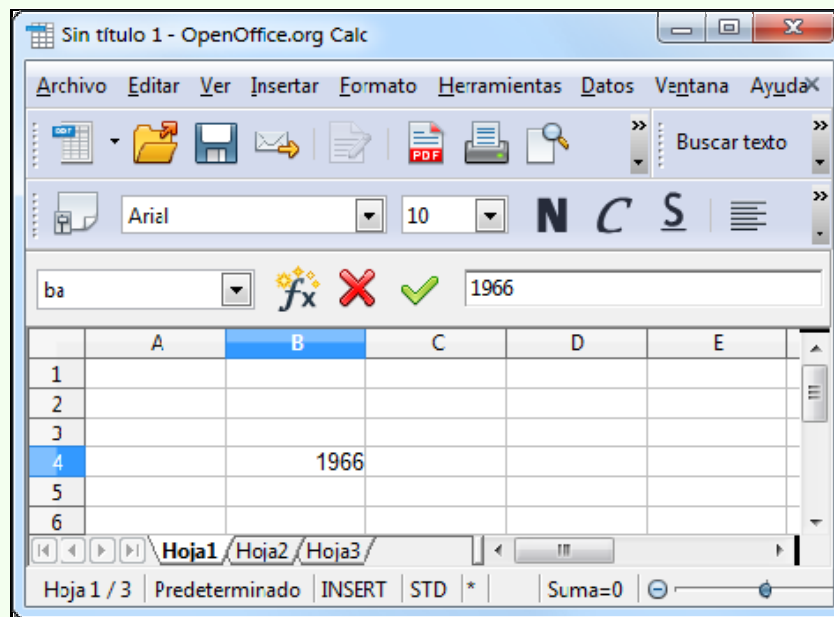 Sin título 1 - OpenOffice.org Calc
Archivo Editar Ver Insertar Formato Herramientas Datos Ventana Ayuda
PDF Buscar texto
Arial 10 N C S
ba fx 1966
A B C D E
1
2
3
4 1966
5
6
Hoja1 Hoja2 Hoja3
Hoja 1 / 3 Predeterminado INSERT STD * Suma=0